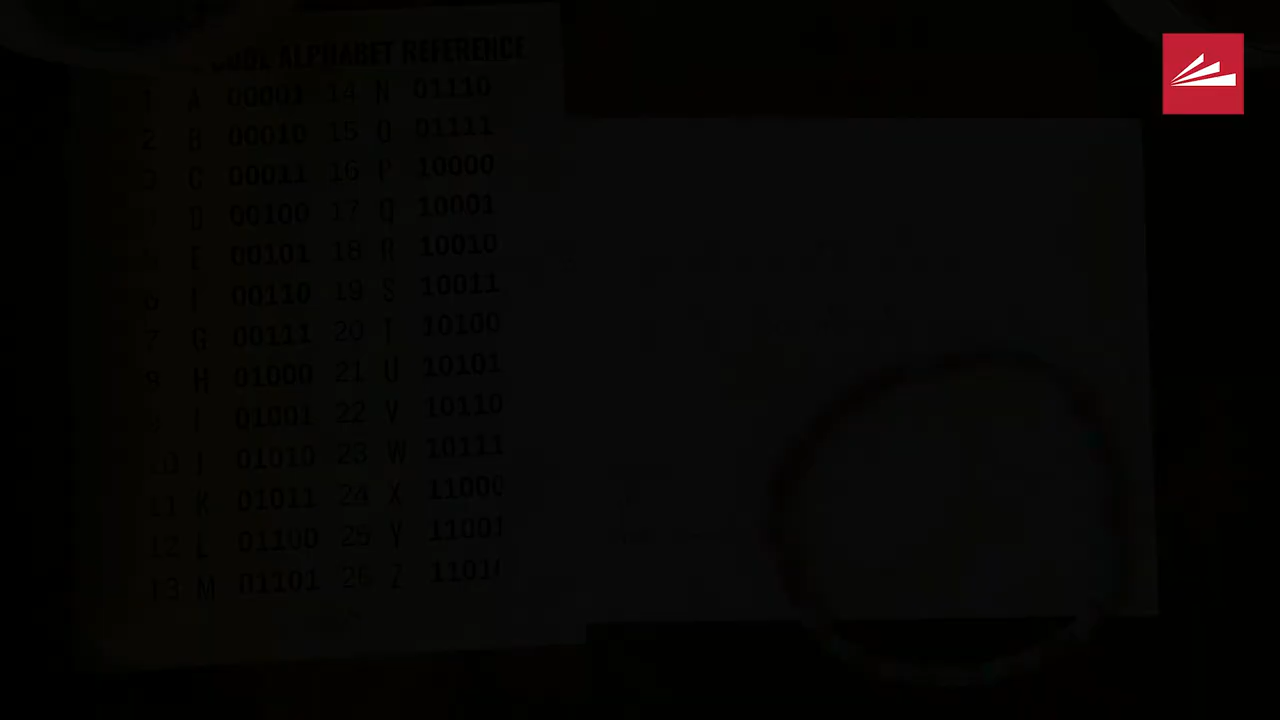 ALPHABET REFERENCE
1 A 00001 14 N 01110
2 B 00010 15 O 01111
3 C 00011 16 P 10000
D 00100 17 Q 10001
E 00101 18 R 10010
6 00110 19 S 10011
7 G 00111 20 T 10100
H 01000 21 U 10101
I 01001 22 V 10110
10 J 01010 23 W 10111
11 K 01011 24 X 11000
12 L 01100 25 Y 11001
13 M 01101 26 Z